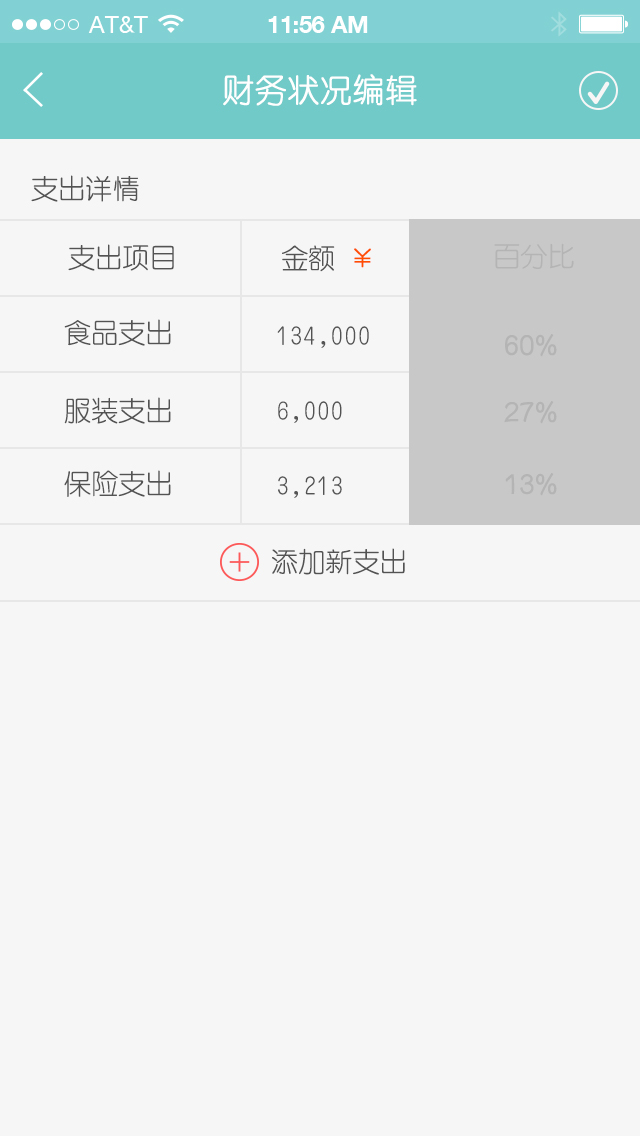 AT&T 11:56 AM
财务状况编辑
支出详情
支出项目 金额 ¥ 百分比
食品支出 134,000 60%
服装支出 6,000 27%
保险支出 3,213 13%
添加新支出